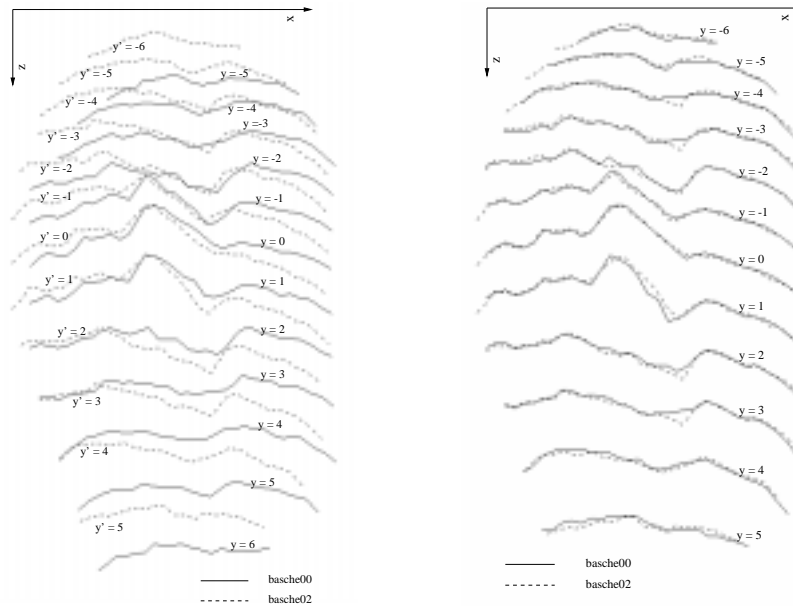 x
z
y' = -6
y' = -5
y = -5
y' = -4
y = -4
y' = -3
y=-3
y' = -2
y = -2
y' = -1
y = -1
y' = 0
y = 0
y' = 1
y = 1
y' = 2
y = 2
y' = 3
y = 3
y' = 4
y = 4
y' = 5
y = 5
y = 6
basche00
basche02
x
z
y = -6
y = -5
y = -4
y = -3
y = -2
y = -1
y = 0
y = 1
y = 2
y = 3
y = 4
y = 5
basche00
basche02